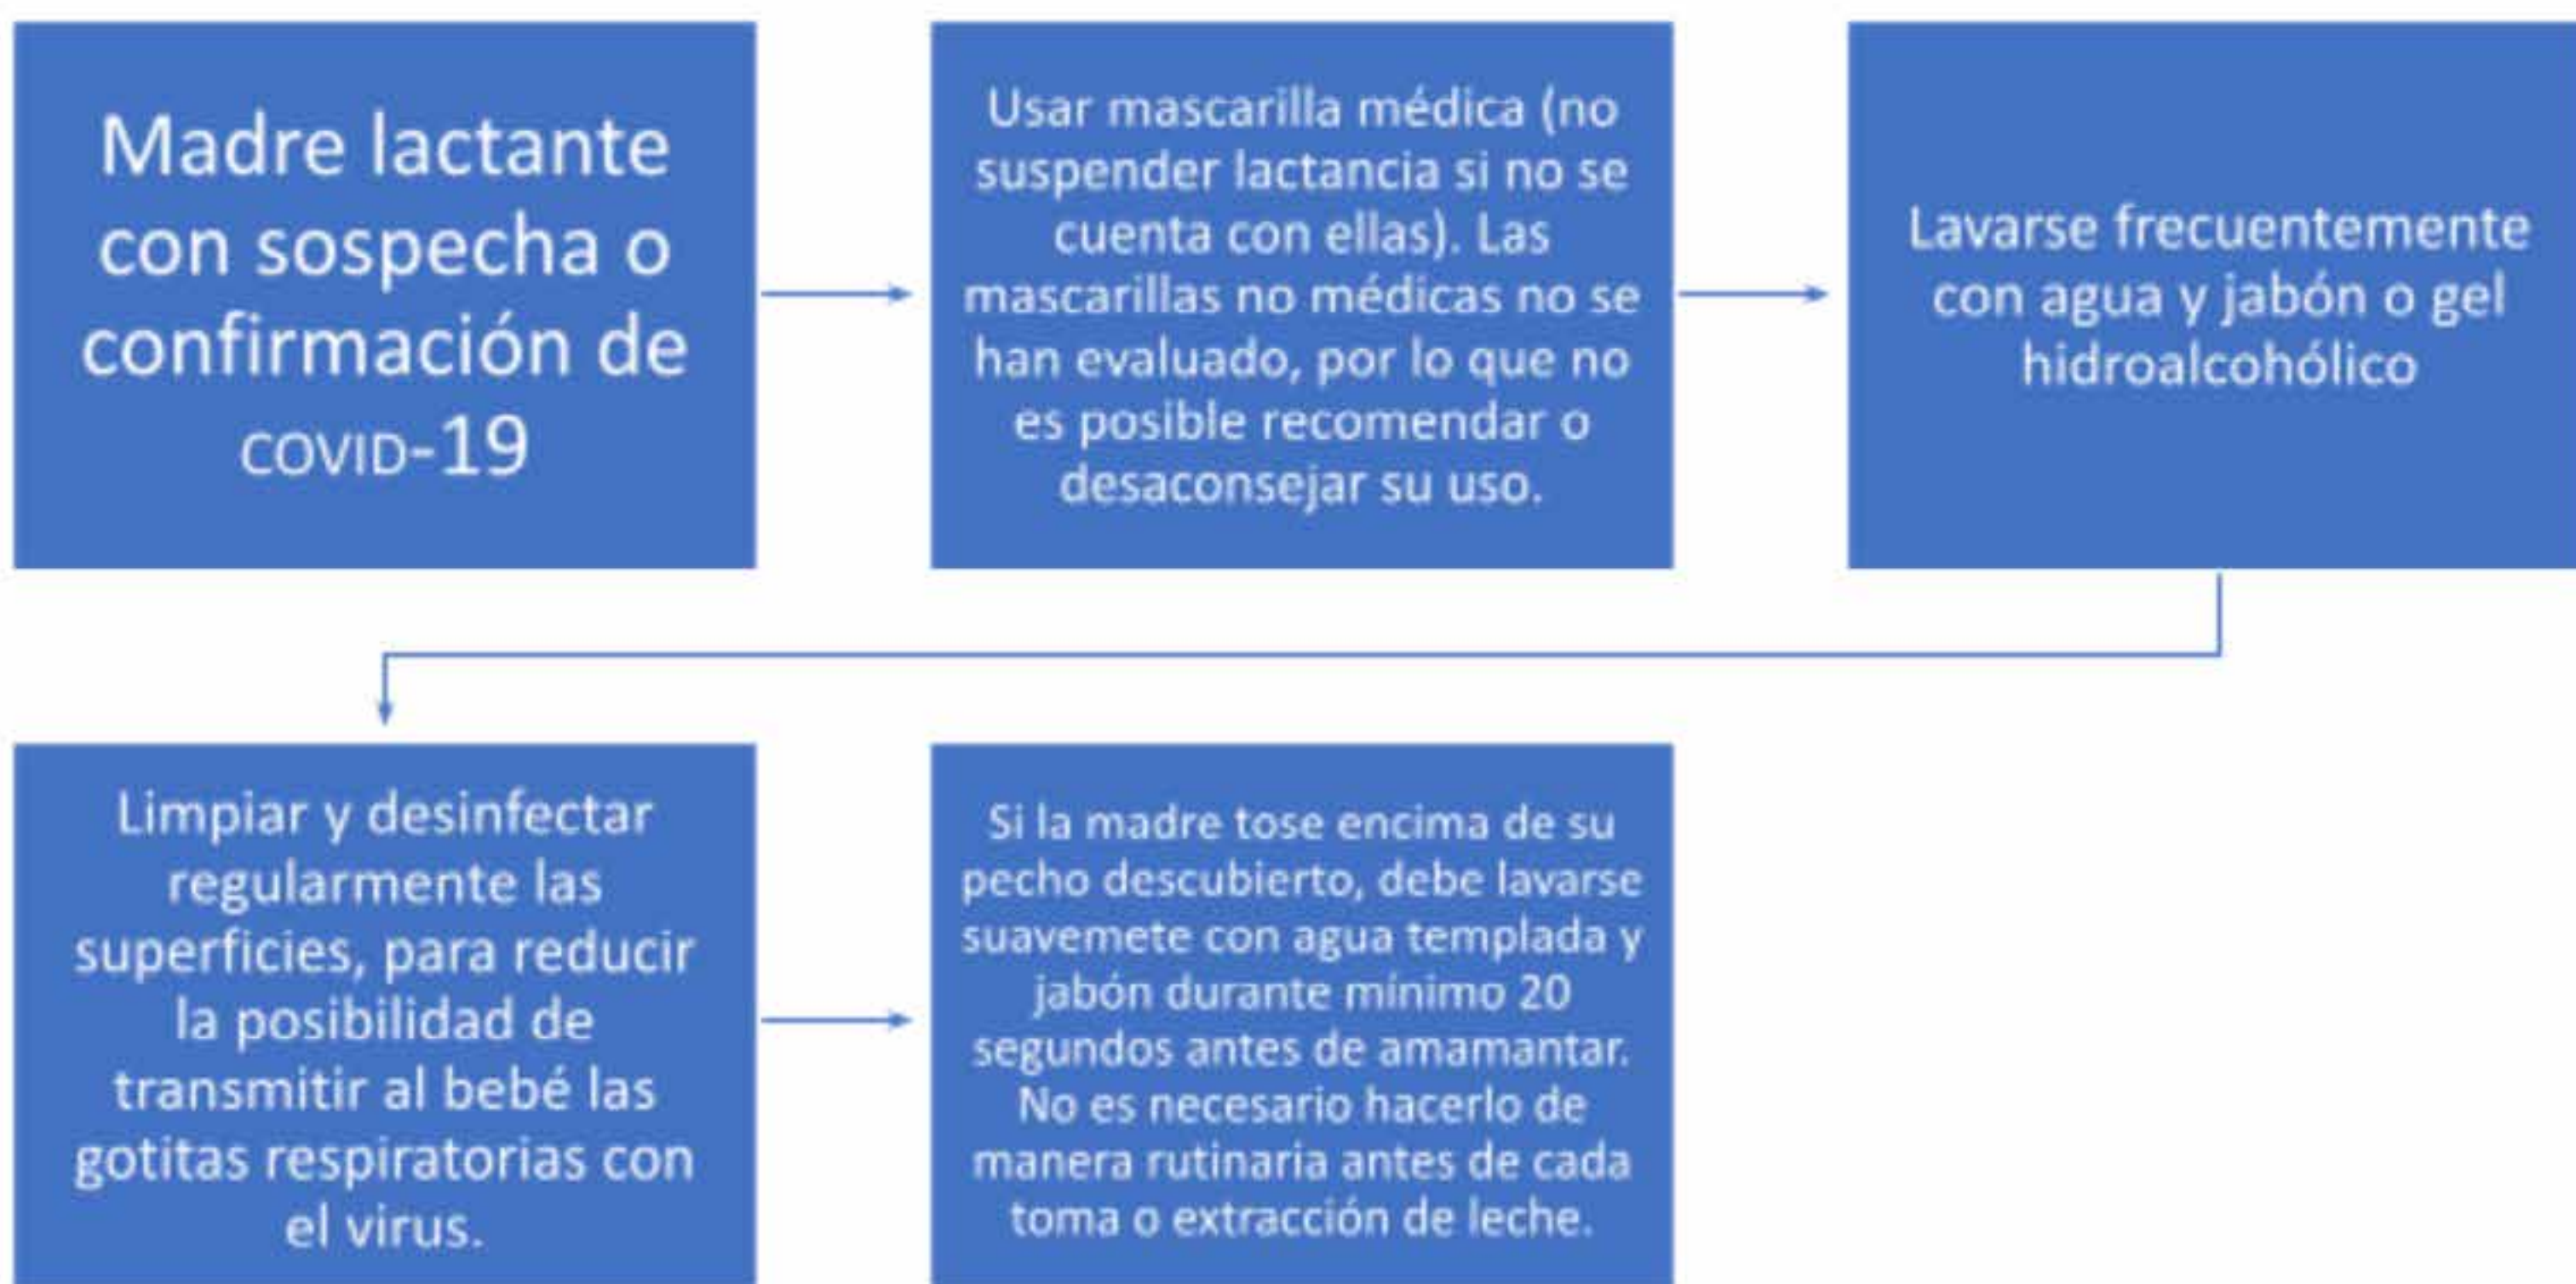 Madre lactante
con sospecha o
confirmación de
COVID-19
Usar mascarilla médica (no
suspender lactancia si no se
cuenta con ellas). Las
mascarillas no médicas no se
han evaluado, por lo que no
es posible recomendar o
desaconsejar su uso.
Lavarse frecuentemente
con agua y jabón o gel
hidroalcohólico
Limpiar y desinfectar
regularmente las
superficies, para reducir
la posibilidad de
transmitir al bebé las
gotitas respiratorias con
el virus.
Si la madre tose encima de su
pecho descubierto, debe lavarse
suavemete con agua templada y
jabón durante mínimo 20
segundos antes de amamantar.
No es necesario hacerlo de
manera rutinaria antes de cada
toma o extracción de leche.